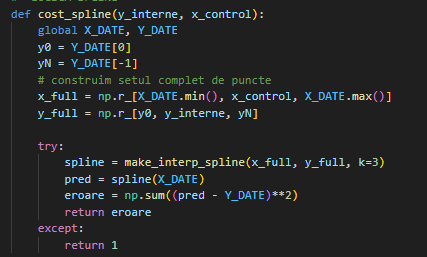 def cost_spline(y_interne, x_control):
    global X_DATE, Y_DATE
    y0 = Y_DATE[0]
    yN = Y_DATE[-1]
    # construim setul complet de puncte
    x_full = np.r_[X_DATE.min(), x_control, X_DATE.max()]
    y_full = np.r_[y0, y_interne, yN]

    try:
        spline = make_interp_spline(x_full, y_full, k=3)
        pred = spline(X_DATE)
        eroare = np.sum((pred - Y_DATE)**2)
        return eroare
    except:
        return 1